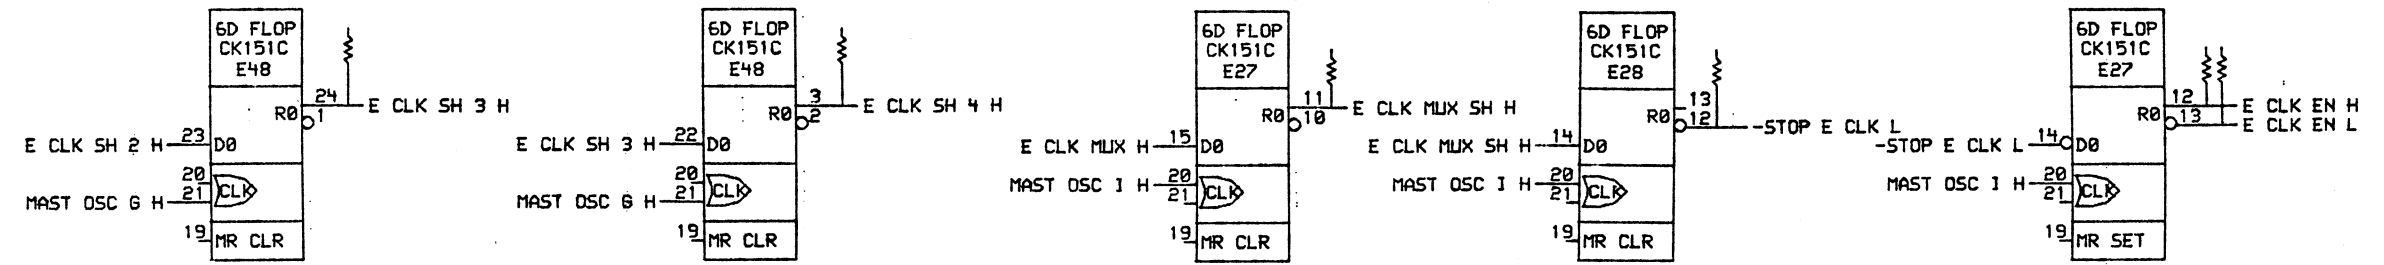 6D FLOP
CK151C
E48
24
R0
1
E CLK SH 3 H
E CLK SH 2 H
23
D0
20
21
CLK
MAST OSC G H
19
MR CLR
6D FLOP
CK151C
E48
3
R0
2
E CLK SH 4 H
E CLK SH 3 H
22
D0
20
21
CLK
MAST OSC G H
19
MR CLR
6D FLOP
CK151C
E27
11
R0
10
E CLK MUX SH H
E CLK MUX H
15
D0
MAST OSC I H
20
21
CLK
19
MR CLR
6D FLOP
CK151C
E28
13
R0
12
-STOP E CLK L
E CLK MUX SH H
14
D0
MAST OSC I H
20
21
CLK
19
MR CLR
6D FLOP
CK151C
E27
12
E CLK EN H
R0
13
E CLK EN L
-STOP E CLK L
14
D0
MAST OSC I H
20
21
CLK
19
MR SET